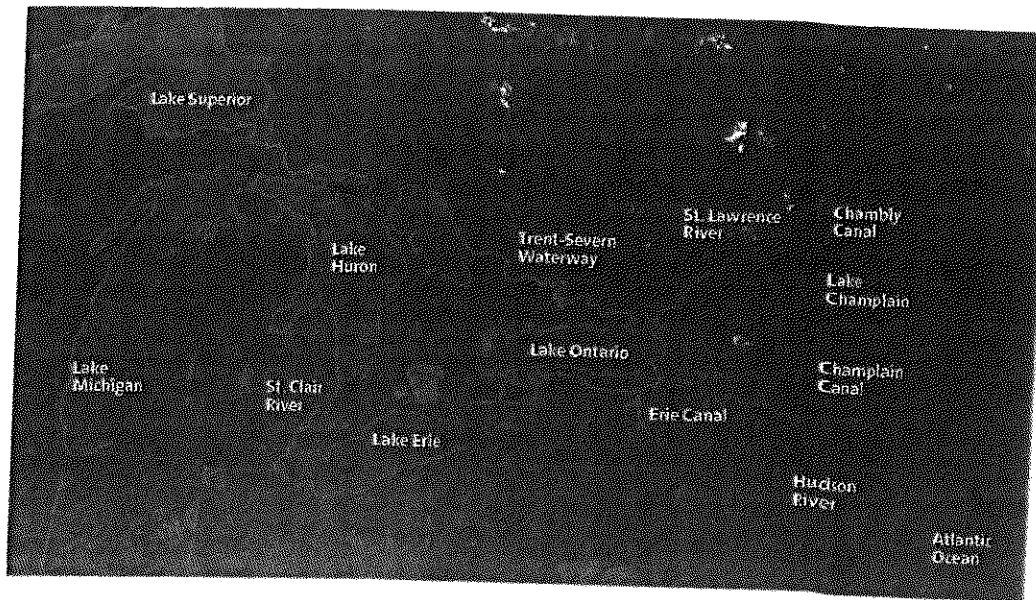 Lake Superior
St. Lawrence
River
Chambly
Canal
Lake
Huron
Trent-Severn
Waterway
Lake
Champlain
Lake Ontario
Lake
Michigan
St. Clair
River
Champlain
Canal
Erie Canal
Lake Erie
Hudson
River
Atlantic
Ocean